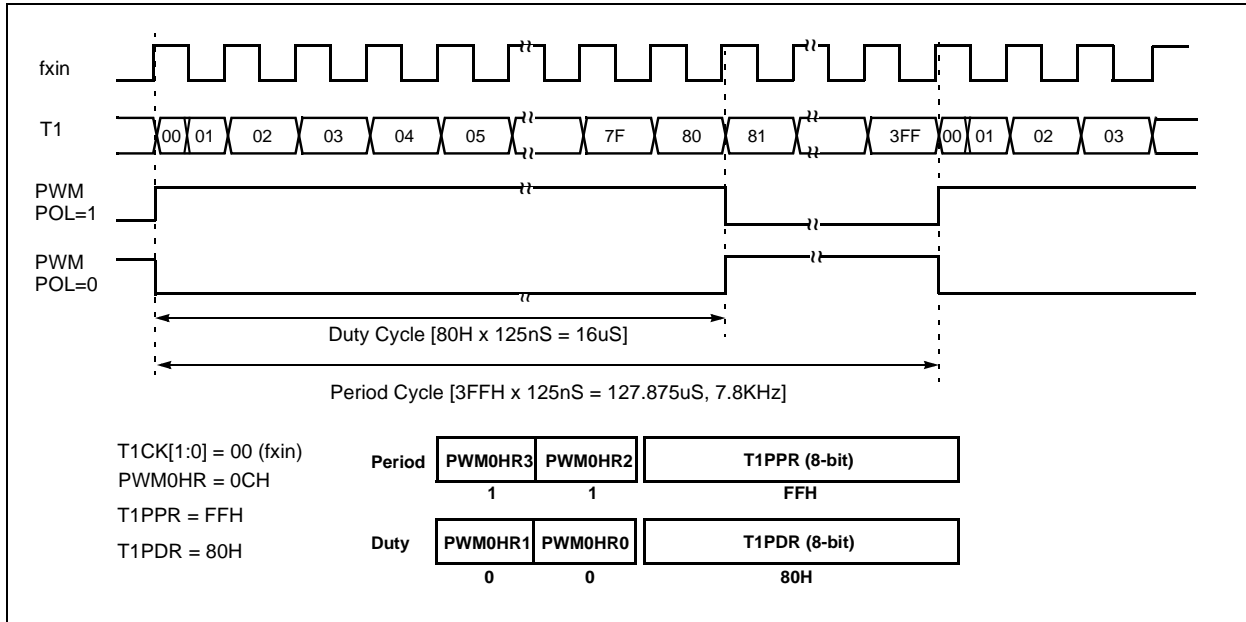 fxin
T1
00 01 02 03 04 05 7F 80 81 3FF 00 01 02 03
PWM
POL=1
PWM
POL=0
Duty Cycle [80H x 125nS = 16uS]
Period Cycle [3FFH x 125nS = 127.875uS, 7.8KHz]
T1CK[1:0] = 00 (fxin)
PWM0HR = 0CH
T1PPR = FFH
T1PDR = 80H
Period PWM0HR3 PWM0HR2 T1PPR (8-bit)
1 1 FFH
Duty PWM0HR1 PWM0HR0 T1PDR (8-bit)
0 0 80H